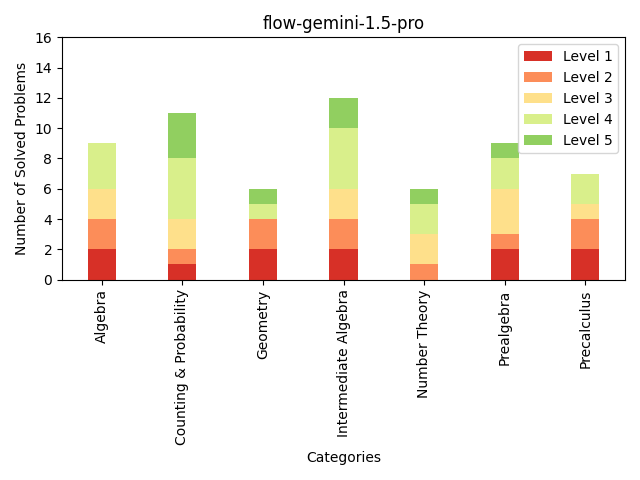 flow-gemini-1.5-pro
Number of Solved Problems
16
14
12
10
8
6
4
2
0
Level 1
Level 2
Level 3
Level 4
Level 5
Algebra
Counting & Probability
Geometry
Intermediate Algebra
Number Theory
Prealgebra
Precalculus
Categories